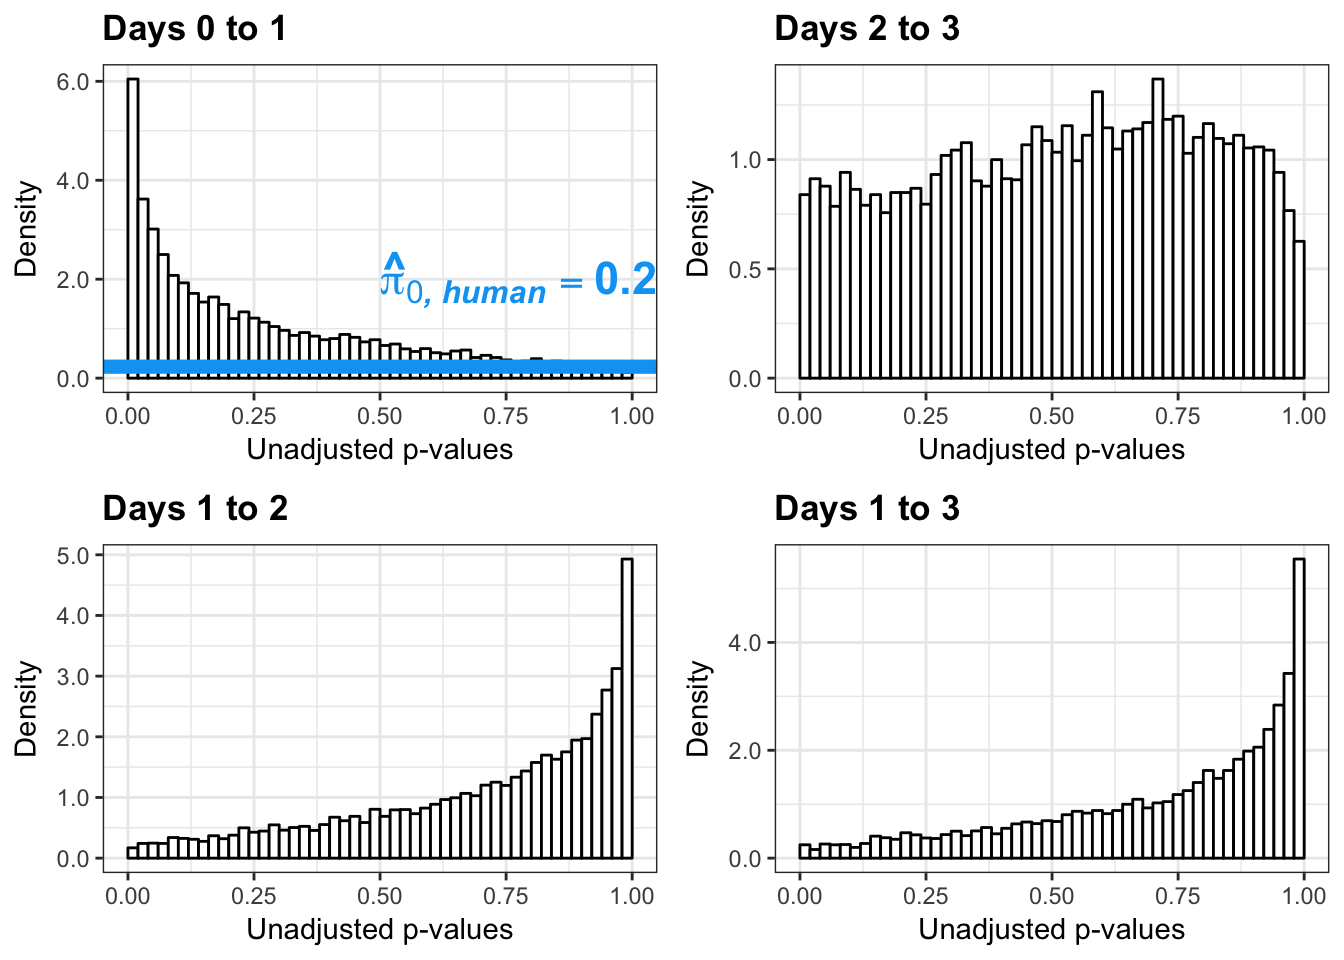 Days 0 to 1
Density
6.0
4.0
2.0
0.0
π̂0, human = 0.2
0.00 0.25 0.50 0.75 1.00
Unadjusted p-values
Days 2 to 3
Density
1.0
0.5
0.0
0.00 0.25 0.50 0.75 1.00
Unadjusted p-values
Days 1 to 2
Density
5.0
4.0
3.0
2.0
1.0
0.0
0.00 0.25 0.50 0.75 1.00
Unadjusted p-values
Days 1 to 3
Density
4.0
2.0
0.0
0.00 0.25 0.50 0.75 1.00
Unadjusted p-values